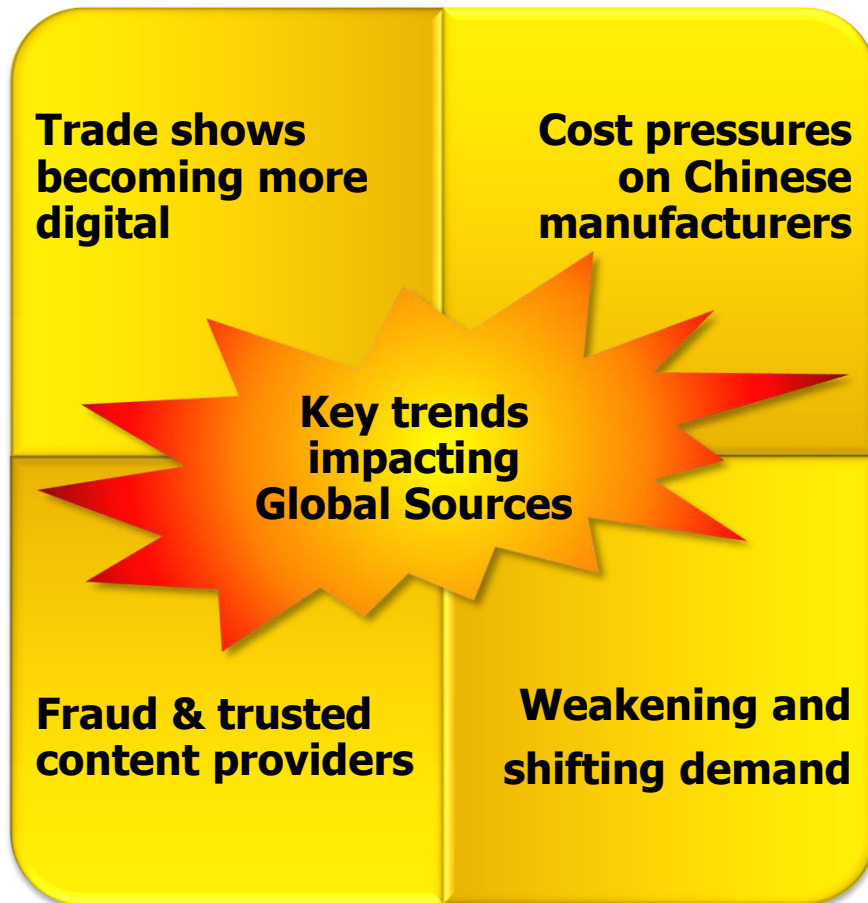 Trade shows
becoming more
digital
Cost pressures
on Chinese
manufacturers
Key trends
impacting
Global Sources
Fraud & trusted
content providers
Weakening and
shifting demand